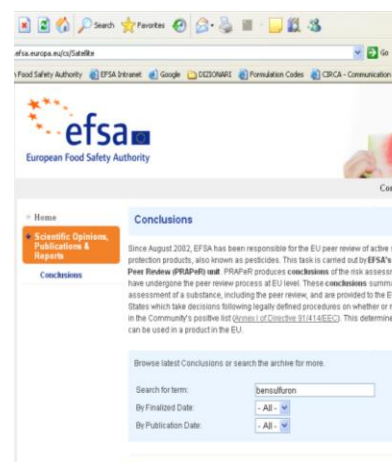 Search Favorites
efsa.europa.eu/cs/Satellite Go
Food Safety Authority EFSA Intranet Google DIZIONARI Formulation Codes CIRCA - Communication
efsa
European Food Safety Authority
Home
Scientific Opinions,
Publications &
Reports
Conclusions
Conclusions
Since August 2002, EFSA has been responsible for the EU peer review of active s
protection products, also known as pesticides. This task is carried out by EFSA's
Peer Review (PRAPeR) unit. PRAPeR produces conclusions of the risk assessm
have undergone the peer review process at EU level. These conclusions summa
assessment of a substance, including the peer review, and are provided to the E
States which take decisions following legally defined procedures on whether or n
in the Community's positive list (Annex I of Directive 91/414/EEC). This determine
can be used in a product in the EU.
Browse latest Conclusions or search the archive for more.
Search for term: bensulfuron
By Finalized Date: - All -
By Publication Date: - All -